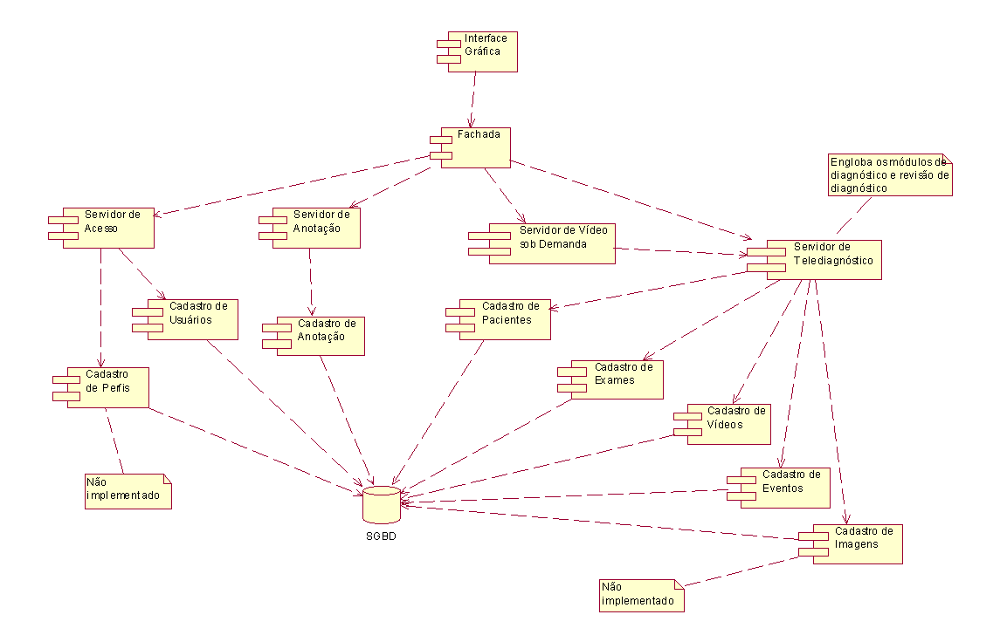 Interface
Gráfica
Fachada
Engloba os módulos de
diagnóstico e revisão de
diagnóstico
Servidor de
Acesso
Servidor de
Anotação
Servidor de Vídeo
sob Demanda
Servidor de
Telediagnóstico
Cadastro de
Usuários
Cadastro de
Anotação
Cadastro de
Pacientes
Cadastro de
Exames
Cadastro
de Perfis
Cadastro de
Vídeos
Cadastro de
Eventos
Não
implementado
SGBD
Cadastro de
Imagens
Não
implementado